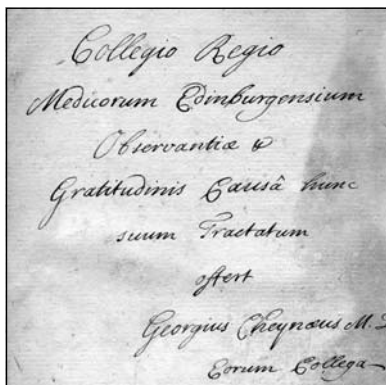 Collegio Regio
Medicorum Edinburgensium
Observantiæ &
Gratitudinis Causâ hunc
suum Tractatum
offert
Georgius Cheynæus M.
Eorum Collega